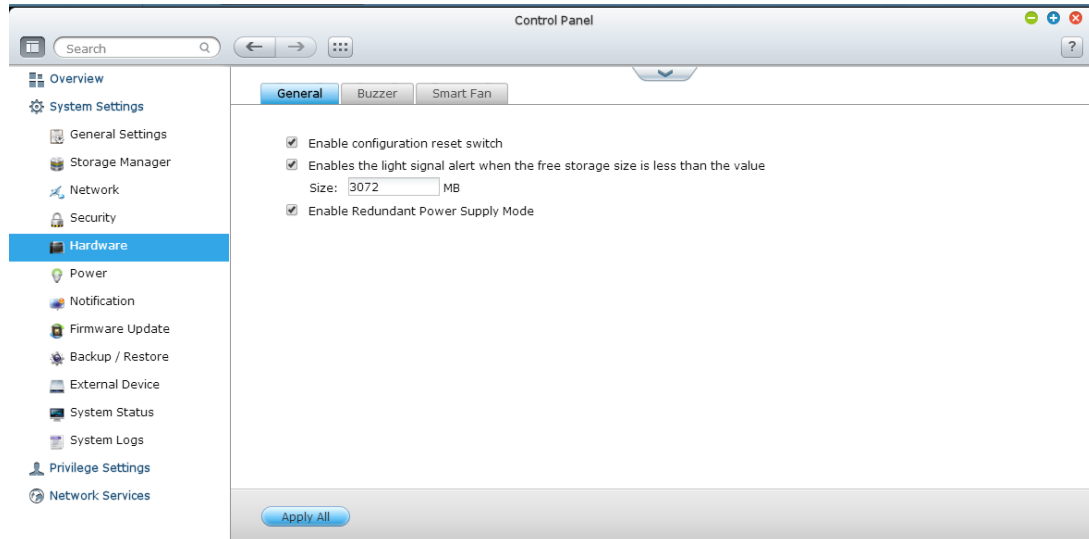 Control Panel
Search
?
Overview
System Settings
General Settings
Storage Manager
Network
Security
Hardware
Power
Notification
Firmware Update
Backup / Restore
External Device
System Status
System Logs
Privilege Settings
Network Services
General Buzzer Smart Fan
Enable configuration reset switch
Enables the light signal alert when the free storage size is less than the value
Size: 3072 MB
Enable Redundant Power Supply Mode
Apply All